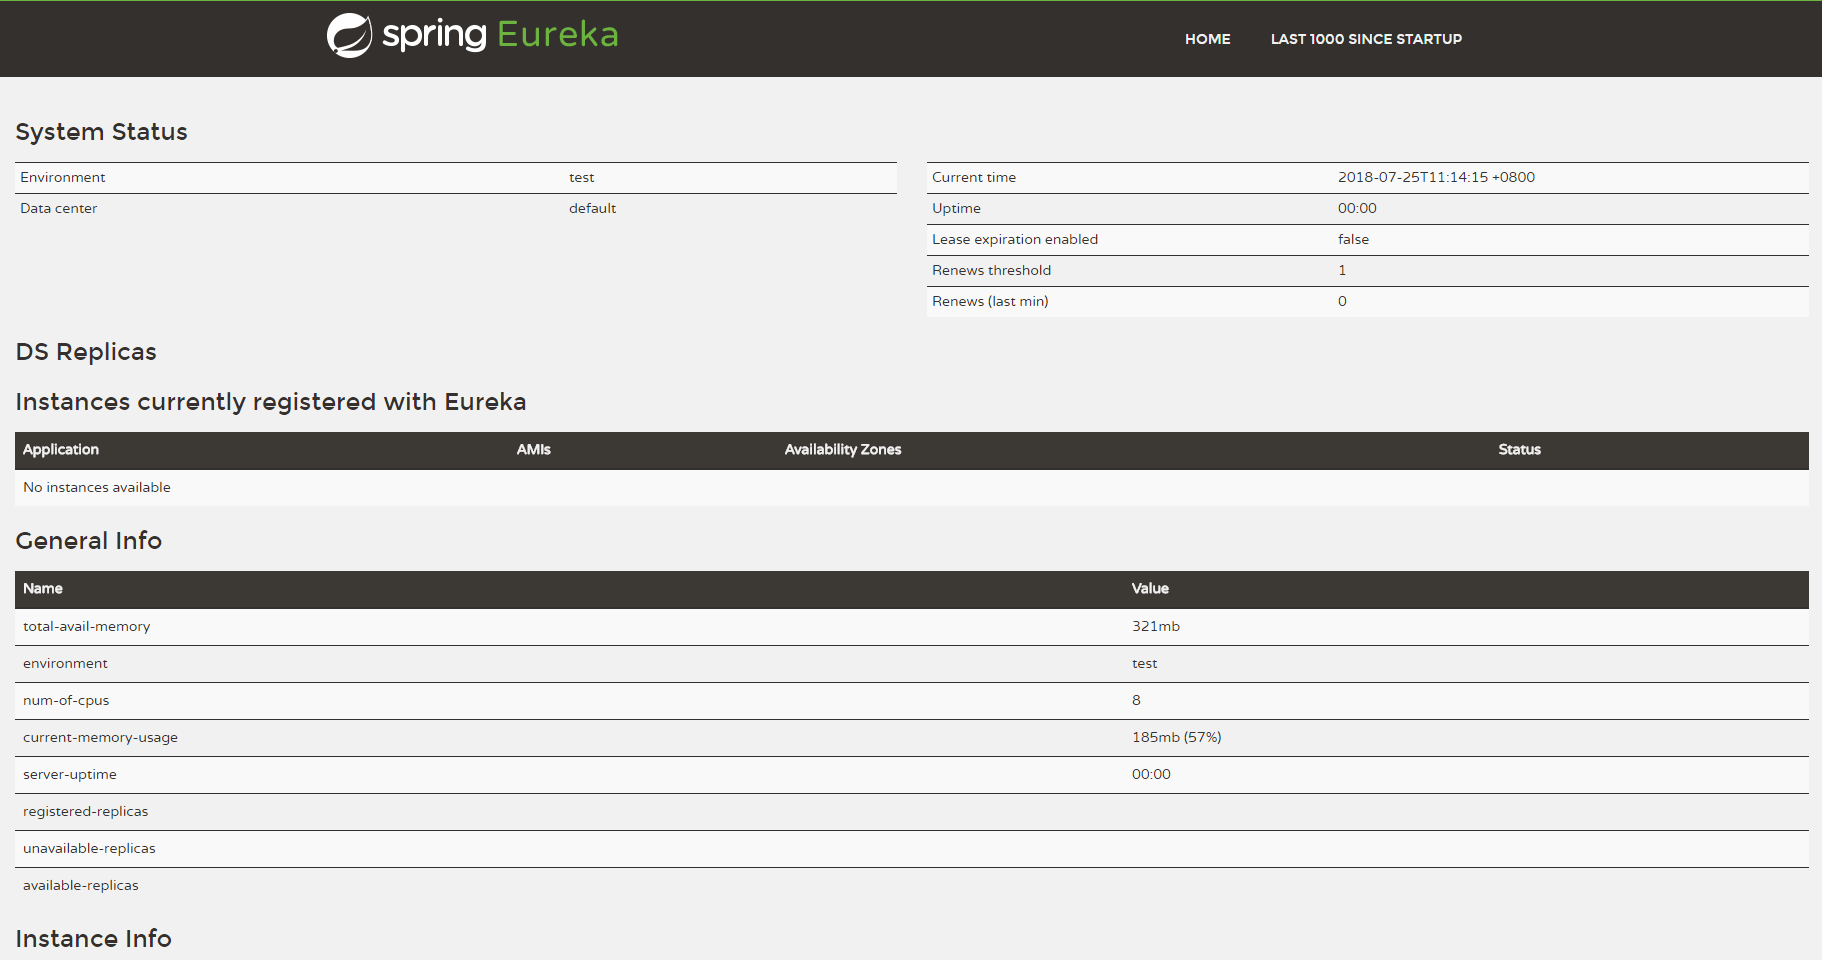 spring Eureka
HOME LAST 1000 SINCE STARTUP
System Status
Environment test
Data center default
Current time 2018-07-25T11:14:15 +0800
Uptime 00:00
Lease expiration enabled false
Renews threshold 1
Renews (last min) 0
DS Replicas
Instances currently registered with Eureka
Application AMIs Availability Zones Status
No instances available
General Info
Name Value
total-avail-memory 321mb
environment test
num-of-cpus 8
current-memory-usage 185mb (57%)
server-uptime 00:00
registered-replicas
unavailable-replicas
available-replicas
Instance Info